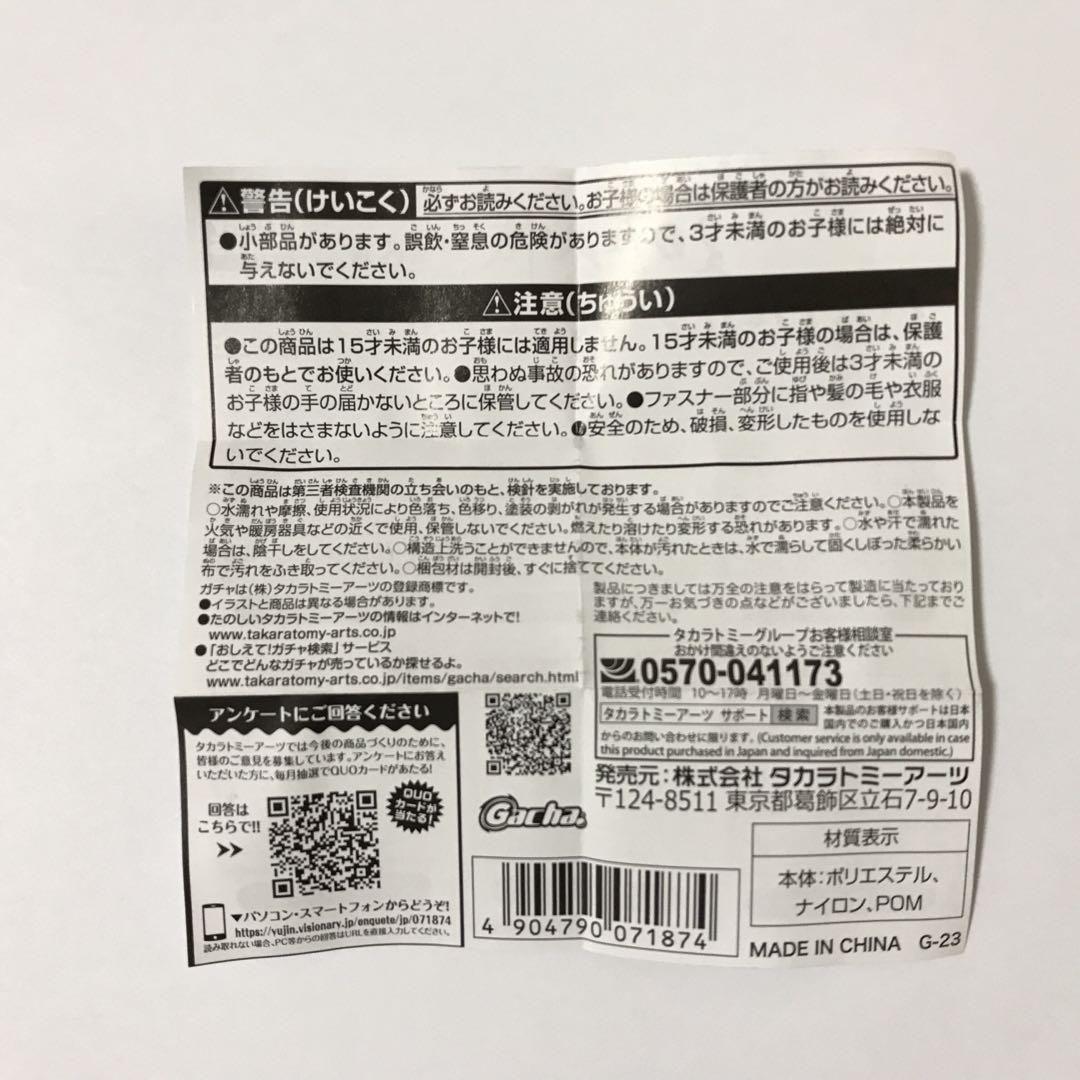 警告(けいこく) 必ずお読みください。お子様の場合は保護者の方がお読みください。
●小部品があります。誤飲・窒息の危険がありますので、3才未満のお子様には絶対に
与えないでください。
注意(ちゅうい)
●この商品は15才未満のお子様には適用しません。15才未満のお子様の場合は、保護
者のもとでお使いください。●思わぬ事故の恐れがありますので、ご使用後は3才未満の
お子様の手の届かないところに保管してください。●ファスナー部分に指や髪の毛や衣服
などをはさまないように注意してください。●安全のため、破損、変形したものを使用しな
いでください。
※この商品は第三者検査機関の立ち会いのもと、検針を実施しております。
○水濡れや摩擦、使用状況により色落ち、色移り、塗装の剥がれが発生する場合がありますのでご注意ください。○本製品を
火気や暖房器具などの近くで使用、保管しないでください。燃えたり溶けたり変形する恐れがあります。○水や汗で濡れた
場合は、陰干しをしてください。○構造上洗うことができませんので、本体が汚れたときは、水で濡らして固くしぼった柔らかい
布で汚れをふき取ってください。○梱包材は開封後、すぐに捨ててください。
ガチャは(株)タカラトミーアーツの登録商標です。
●イラストと商品は異なる場合があります。
●たのしいタカラトミーアーツの情報はインターネットで!
www.takaratomy-arts.co.jp
●「おしえて!ガチャ検索」サービス
どこでどんなガチャが売っているか探せるよ。
www.takaratomy-arts.co.jp/items/gacha/search.html
製品につきましては万全の注意をはらって製造に当たっており
ますが、万一お気づきの点などがございましたら、下記までご
連絡ください。
タカラトミーグループお客様相談室
おかけ間違えのないようご注意ください
0570-041173
電話受付時間 10〜17時 月曜日〜金曜日(土日・祝日を除く)
タカラトミーアーツ サポート 検索 本製品のお客様サポートは日本
国内でのご購入かつ日本国内
からのお問い合わせに限ります。(Customer service is only available in case
this product purchased in Japan and inquired from Japan domestic.)
発売元:株式会社 タカラトミーアーツ
〒124-8511 東京都葛飾区立石7-9-10
アンケートにご回答ください
タカラトミーアーツでは今後の商品づくりのために、
皆様のご意見を募集しています。アンケートにお答え
いただいた方に、毎月抽選でQUOカードがあたる!
回答は
こちらで!!
>>
QUO
カードが
当たる!
▼パソコン・スマートフォンからどうぞ!
https://yujin.visionary.jp/enquete/jp/071874
読み取れない場合、PC等からの回答はURLを直接入力してください。
Gacha.
4 904790 071874
材質表示
本体:ポリエステル、
ナイロン、POM
MADE IN CHINA G-23